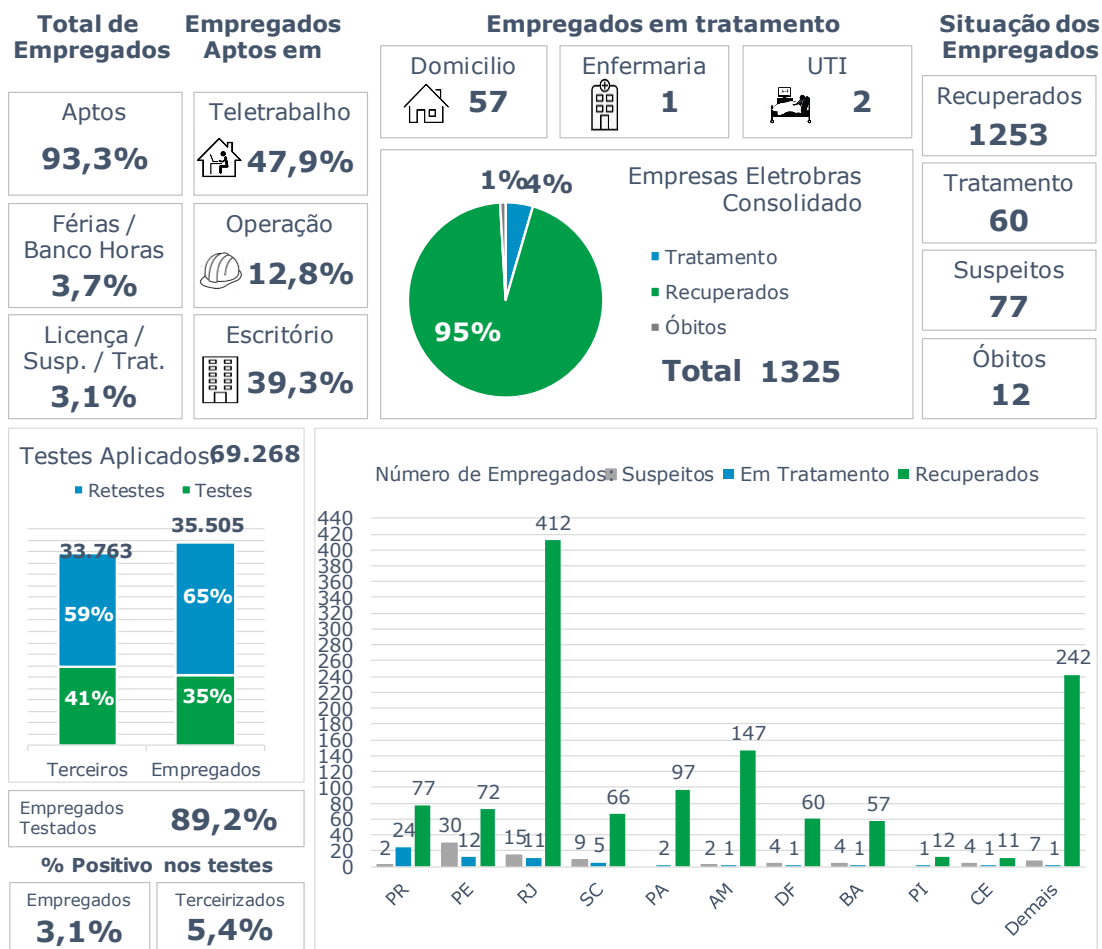 Total de
Empregados
Aptos
93,3%
Férias /
Banco Horas
3,7%
Licença /
Susp. / Trat.
3,1%
Empregados
Aptos em
Teletrabalho
47,9%
Operação
12,8%
Escritório
39,3%
Empregados em tratamento
Domicilio
57
Enfermaria
1
UTI
2
Empresas Eletrobras
Consolidado
1%
4%
95%
Tratamento
Recuperados
Óbitos
Total 1325
Situação dos
Empregados
Recuperados
1253
Tratamento
60
Suspeitos
77
Óbitos
12
Testes Aplicados: 69.268
Retestes Testes
35.505
33.763
59% 65%
41% 35%
Terceiros Empregados
Empregados
Testados
89,2%
% Positivo nos testes
Empregados
3,1%
Terceirizados
5,4%
Número de Empregados: Suspeitos Em Tratamento Recuperados
440
420
400
380
360
340
320
300
280
260
240
220
200
180
160
140
120
100
80
60
40
20
0
2 24 77
30 12 72
15 11 412
9 5 66
2 97
2 1 147
4 1 60
4 1 57
1 12
4 1 11
7 1 242
PR PE RJ SC PA AM DF BA PI CE Demais